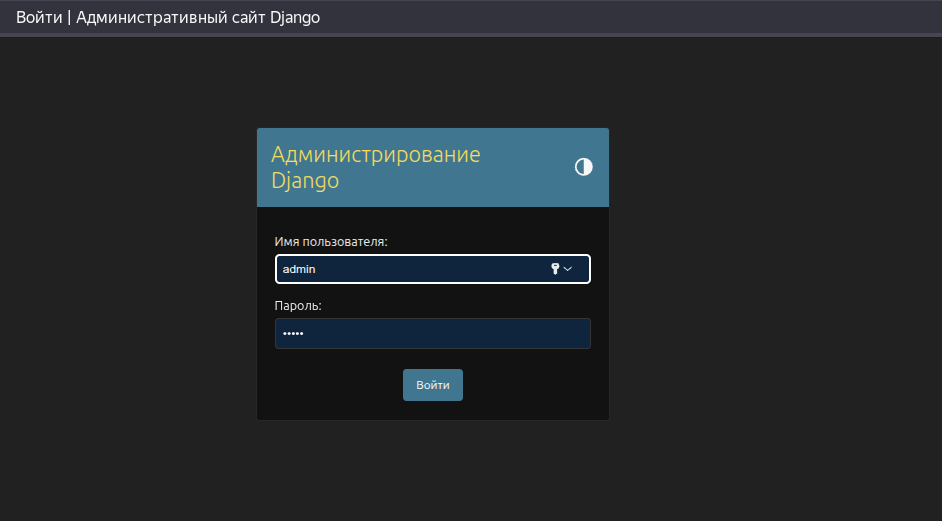 Войти | Административный сайт Django
Администрирование
Django
Имя пользователя:
admin
Пароль:
•••••
Войти